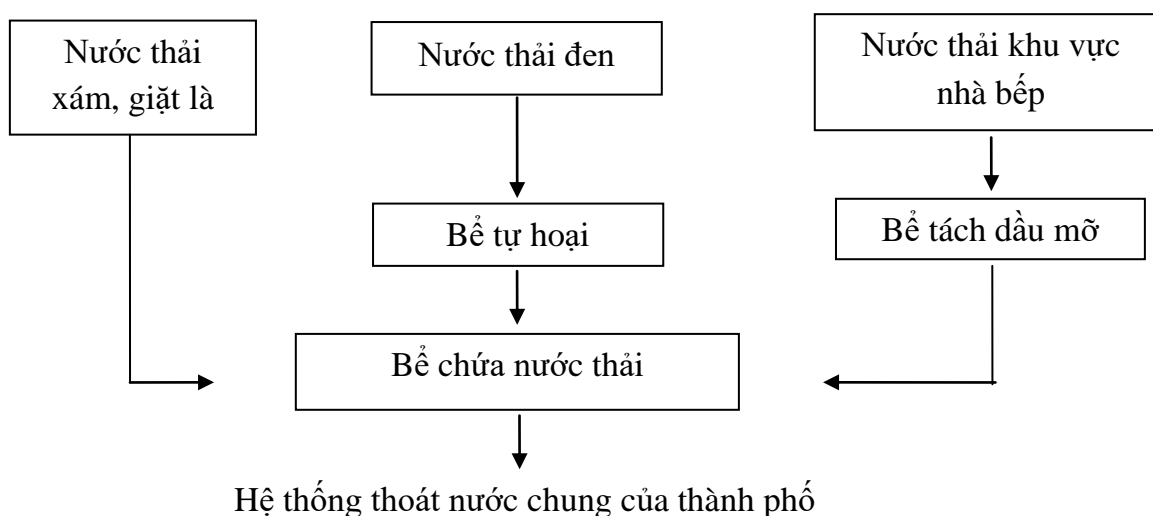 Nước thải
xám, giặt là
Nước thải đen
Nước thải khu vực
nhà bếp
Bể tự hoại
Bể tách dầu mỡ
Bể chứa nước thải
Hệ thống thoát nước chung của thành phố